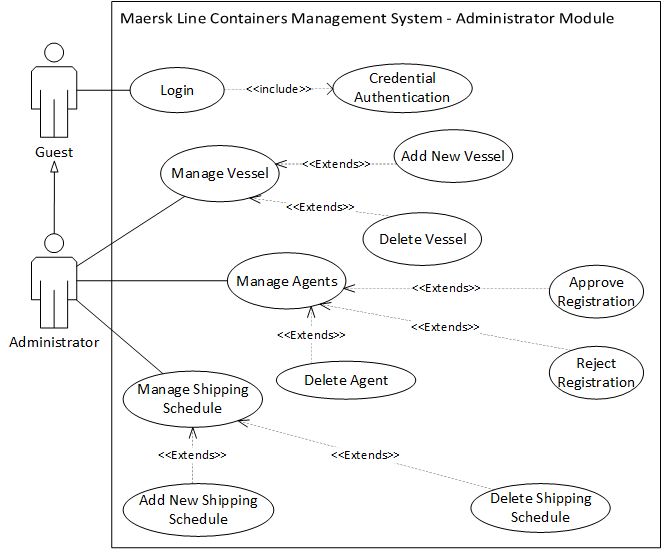 Maersk Line Containers Management System - Administrator Module
Login
<<include>>
Credential
Authentication
Guest
Manage Vessel
<<Extends>>
Add New Vessel
<<Extends>>
Delete Vessel
Administrator
Manage Agents
<<Extends>>
Approve
Registration
<<Extends>>
<<Extends>>
Reject
Registration
Delete Agent
Manage Shipping
Schedule
<<Extends>>
<<Extends>>
Add New Shipping
Schedule
Delete Shipping
Schedule